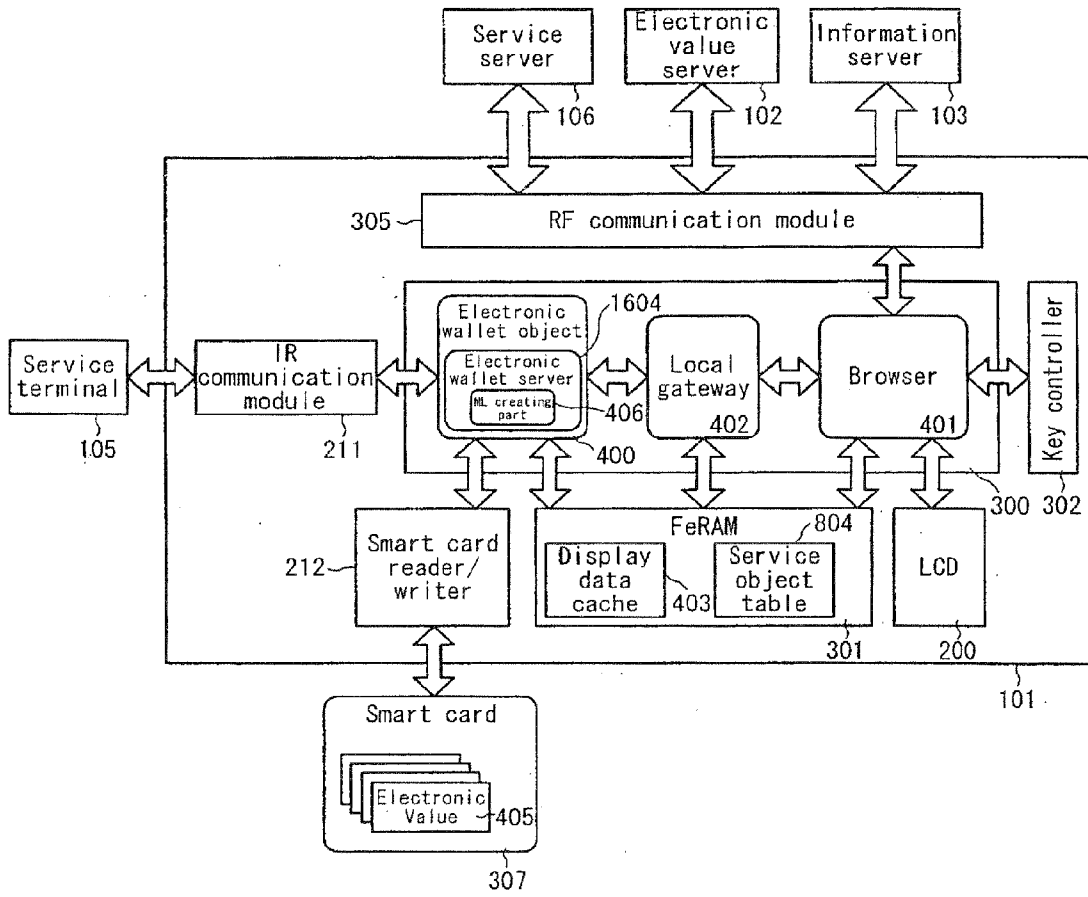 Service
server
106
Electronic
value server
102
Information
server
103
305
RF communication module
Electronic
wallet object
1604
Electronic
wallet server
ML creating
part
406
400
Local
gateway
402
Browser
401
Key controller
302
300
Service
terminal
105
IR
communication
module
211
212
Smart card
reader/
writer
FeRAM
804
Display
data
cache
403
Service
object
table
301
LCD
200
101
Smart card
Electronic
Value
405
307